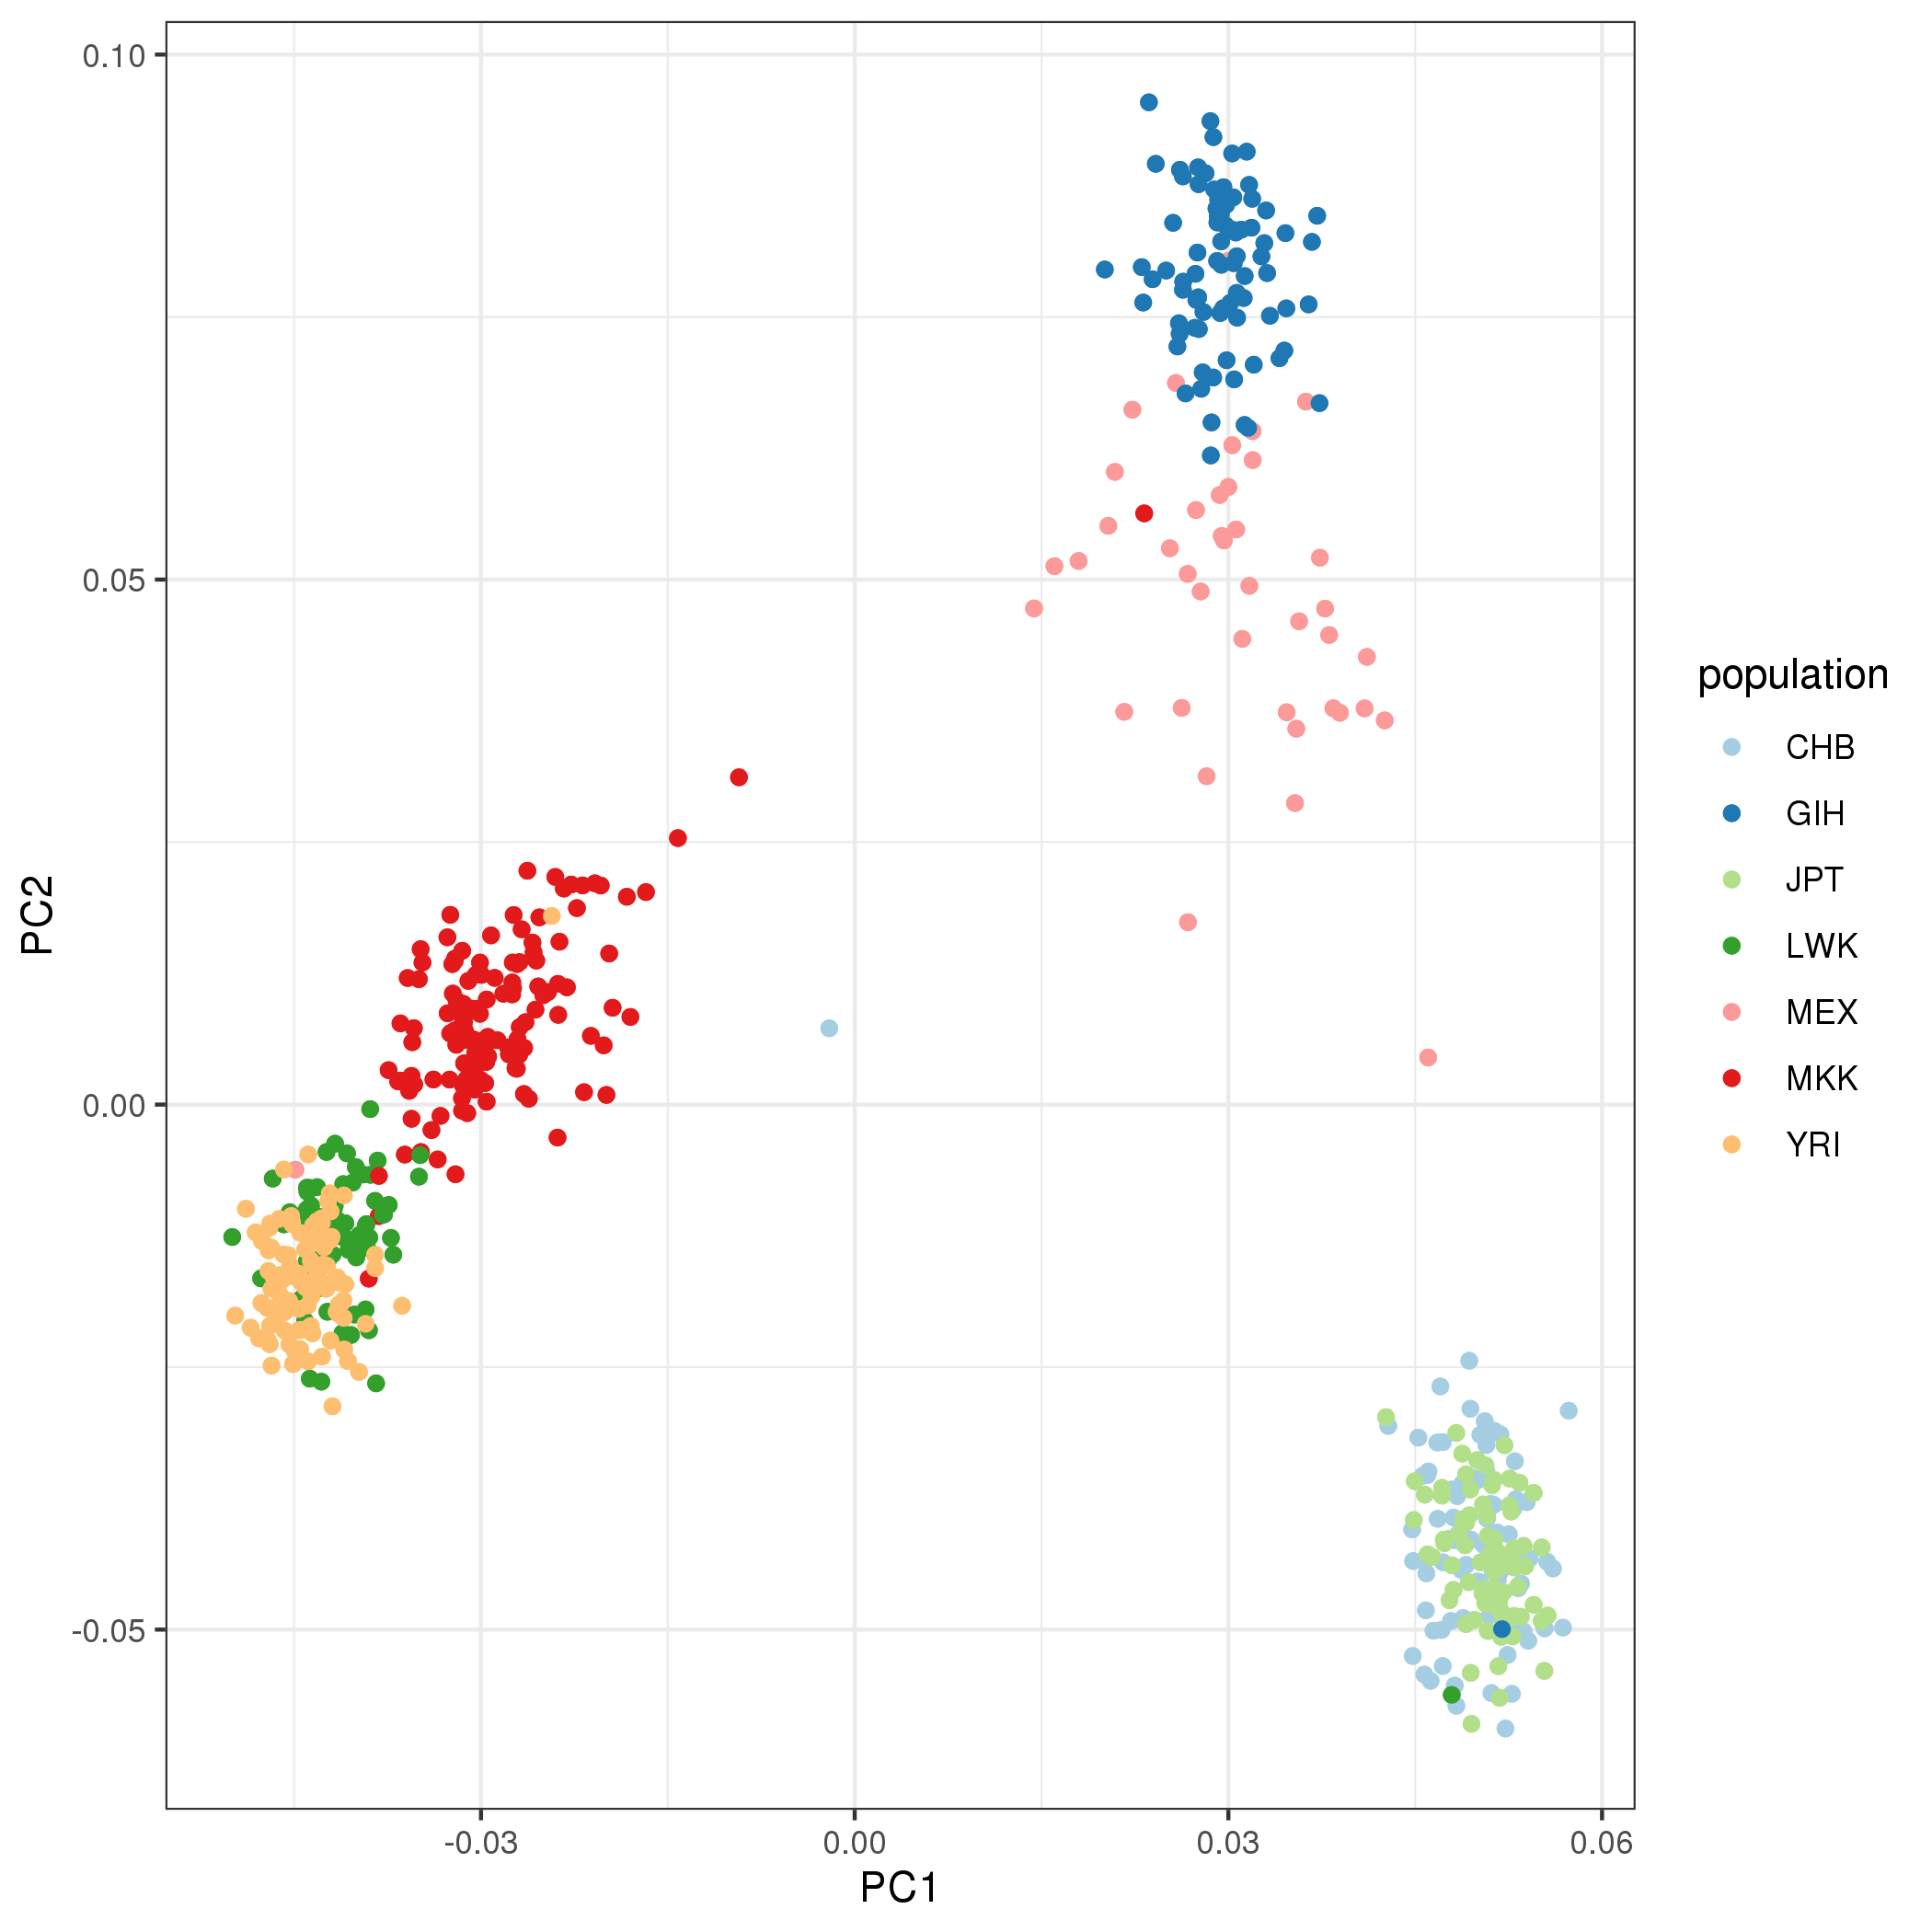 0.10
0.05
0.00
-0.05
PC2
-0.03
0.00
0.03
0.06
PC1
population
CHB
GIH
JPT
LWK
MEX
MKK
YRI